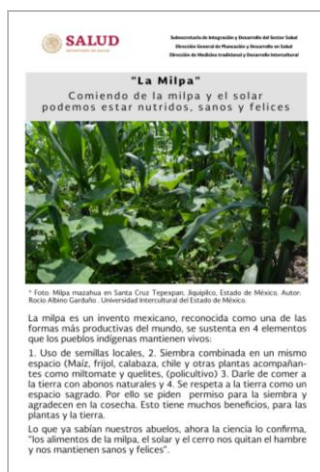 SALUD
SECRETARÍA DE SALUD
Subsecretaría de Integración y Desarrollo del Sector Salud
Dirección General de Planeación y Desarrollo en Salud
Dirección de Medicina tradicional y Desarrollo Intercultural
"La Milpa"
Comiendo de la milpa y el solar
podemos estar nutridos, sanos y felices
* Foto. Milpa mazahua en Santa Cruz Tepexpan, Jiquipilco, Estado de México. Autor:
Rocío Albino Garduño . Universidad Intercultural del Estado de México.
La milpa es un invento mexicano, reconocida como una de las
formas más productivas del mundo, se sustenta en 4 elementos
que los pueblos indígenas mantienen vivos:
1. Uso de semillas locales, 2. Siembra combinada en un mismo
espacio (Maíz, frijol, calabaza, chile y otras plantas acompañan-
tes como miltomate y quelites, (policultivo) 3. Darle de comer a
la tierra con abonos naturales y 4. Se respeta a la tierra como un
espacio sagrado. Por ello se piden permiso para la siembra y
agradecen en la cosecha. Esto tiene muchos beneficios, para las
plantas y la tierra.
Lo que ya sabían nuestros abuelos, ahora la ciencia lo confirma,
"los alimentos de la milpa, el solar y el cerro nos quitan el hambre
y nos mantienen sanos y felices".